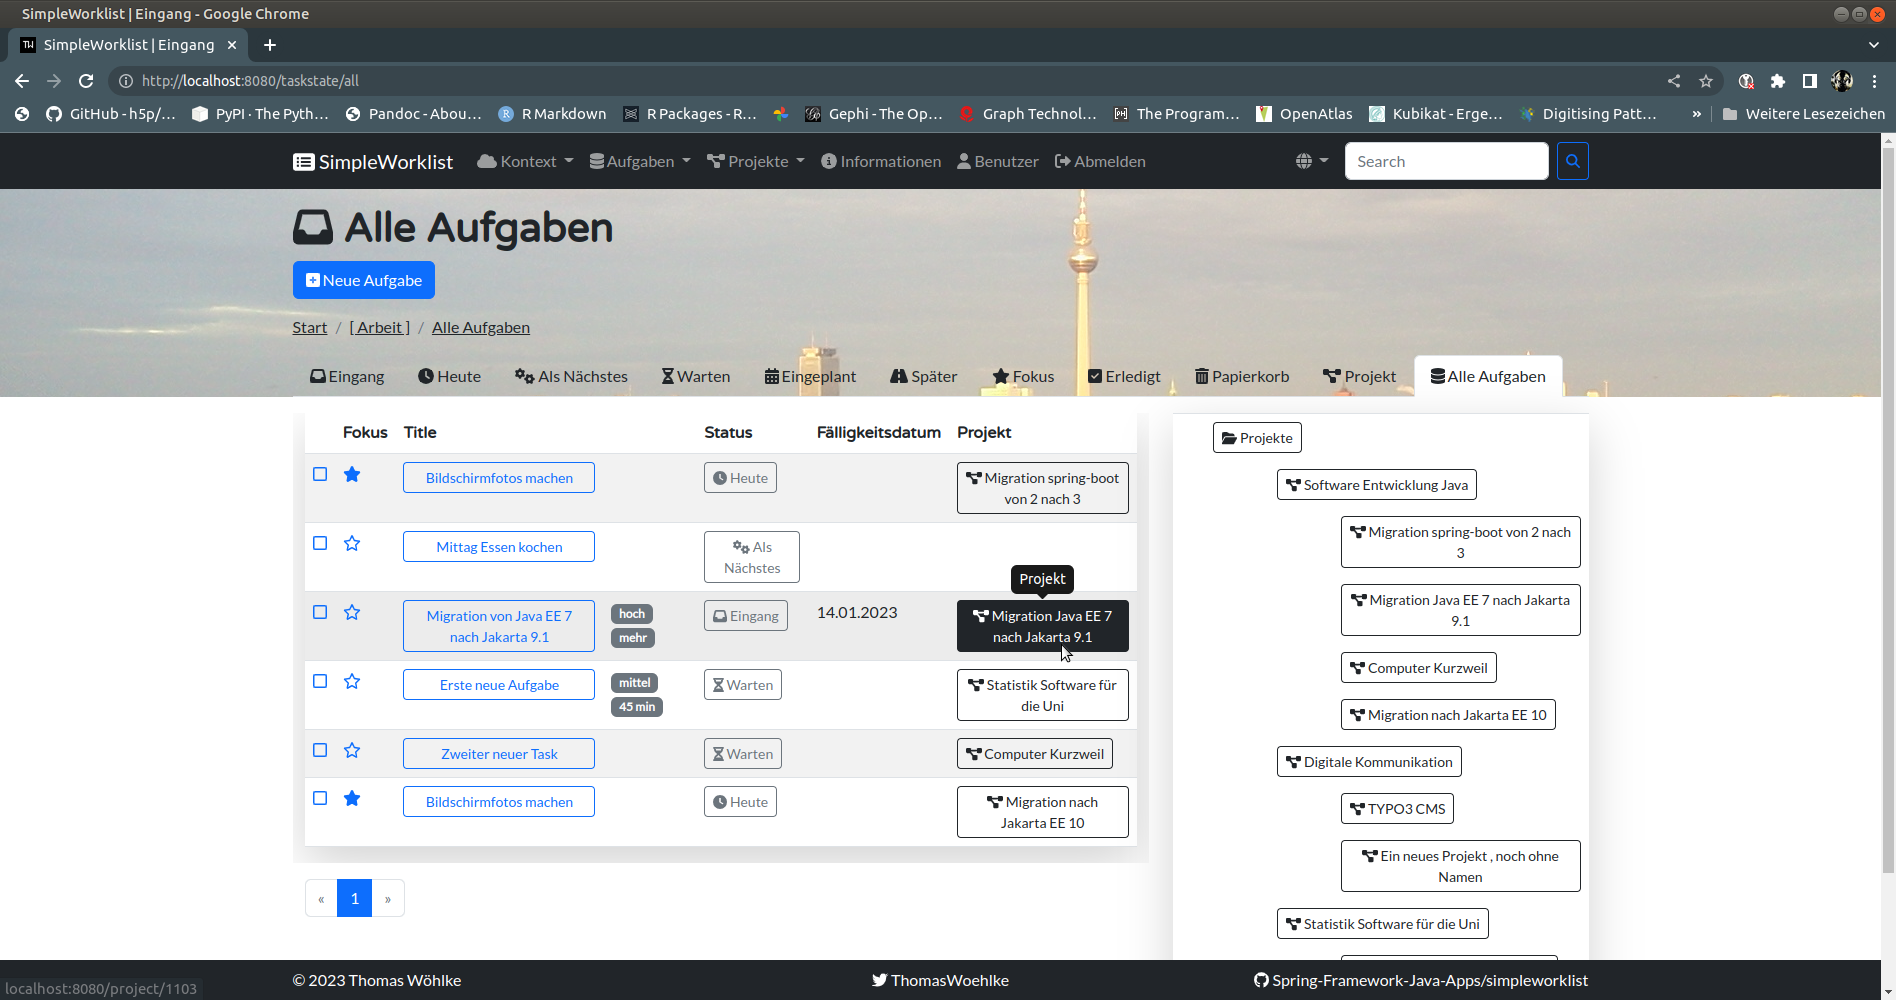 SimpleWorklist | Eingang - Google Chrome
SimpleWorklist | Eingang
http://localhost:8080/taskstate/all
GitHub - h5p/...
PyPI · The Pyth...
Pandoc - Abou...
R Markdown
R Packages - R...
Gephi - The Op...
Graph Technol...
The Program...
OpenAtlas
Kubikat - Erge...
Digitising Patt...
»
Weitere Lesezeichen
SimpleWorklist
Kontext
Aufgaben
Projekte
Informationen
Benutzer
Abmelden
Search
Alle Aufgaben
Neue Aufgabe
Start / [ Arbeit ] / Alle Aufgaben
Eingang
Heute
Als Nächstes
Warten
Eingeplant
Später
Fokus
Erledigt
Papierkorb
Projekt
Alle Aufgaben
Fokus Title Status Fälligkeitsdatum Projekt
Bildschirmfotos machen
Heute
Migration spring-boot
von 2 nach 3
Mittag Essen kochen
Als
Nächstes
Projekt
Migration von Java EE 7
nach Jakarta 9.1
hoch
mehr
Eingang
14.01.2023
Migration Java EE 7
nach Jakarta 9.1
Erste neue Aufgabe
mittel
45 min
Warten
Statistik Software für
die Uni
Zweiter neuer Task
Warten
Computer Kurzweil
Bildschirmfotos machen
Heute
Migration nach
Jakarta EE 10
« 1 »
Projekte
Software Entwicklung Java
Migration spring-boot von 2 nach
3
Migration Java EE 7 nach Jakarta
9.1
Computer Kurzweil
Migration nach Jakarta EE 10
Digitale Kommunikation
TYPO3 CMS
Ein neues Projekt , noch ohne
Namen
Statistik Software für die Uni
© 2023 Thomas Wöhlke
ThomasWoehlke
Spring-Framework-Java-Apps/simpleworklist
localhost:8080/project/1103